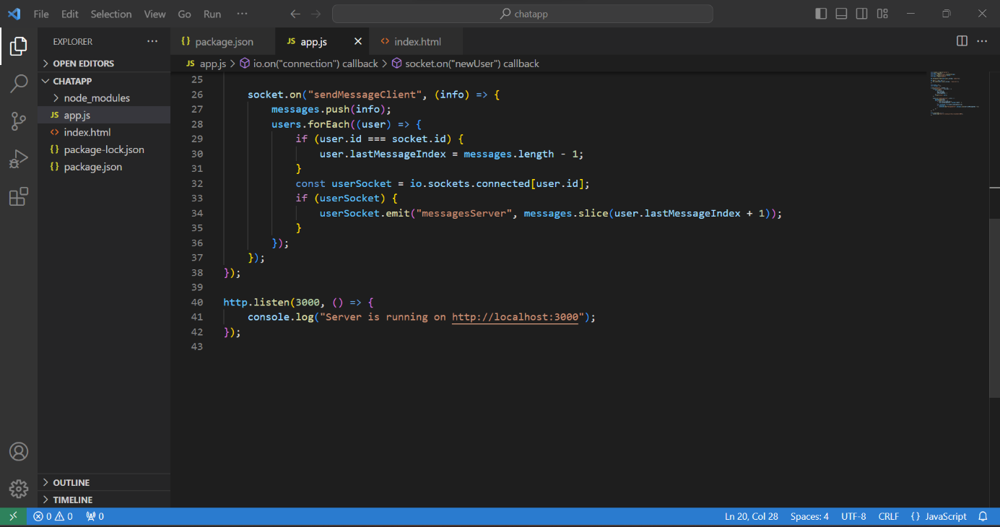 File Edit Selection View Go Run ··· chatapp
EXPLORER ···
OPEN EDITORS
CHATAPP
node_modules
JS app.js
<> index.html
{} package-lock.json
{} package.json
OUTLINE
TIMELINE
{} package.json JS app.js <> index.html ···
JS app.js > io.on("connection") callback > socket.on("newUser") callback
25
26 socket.on("sendMessageClient", (info) => {
27 messages.push(info);
28 users.forEach((user) => {
29 if (user.id === socket.id) {
30 user.lastMessageIndex = messages.length - 1;
31 }
32 const userSocket = io.sockets.connected[user.id];
33 if (userSocket) {
34 userSocket.emit("messagesServer", messages.slice(user.lastMessageIndex + 1));
35 }
36 });
37 });
38 });
39
40 http.listen(3000, () => {
41 console.log("Server is running on http://localhost:3000");
42 });
43
0 0 0 Ln 20, Col 28 Spaces: 4 UTF-8 CRLF {} JavaScript